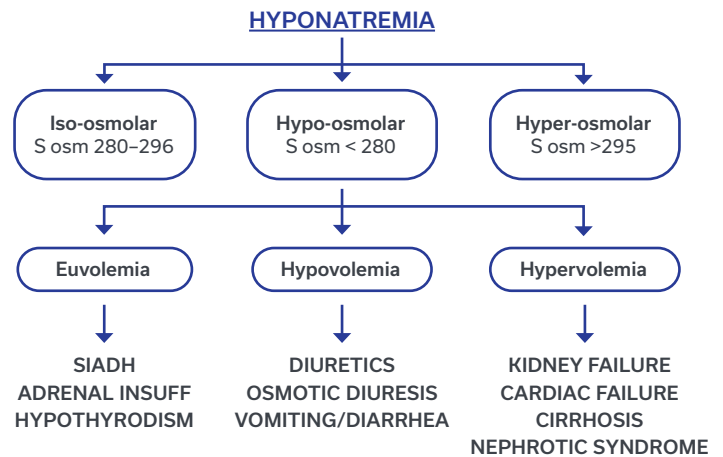 HYPONATREMIA
Iso-osmolar
S osm 280–296
Hypo-osmolar
S osm < 280
Hyper-osmolar
S osm >295
Euvolemia
Hypovolemia
Hypervolemia
SIADH
ADRENAL INSUFF
HYPOTHYRODISM
DIURETICS
OSMOTIC DIURESIS
VOMITING/DIARRHEA
KIDNEY FAILURE
CARDIAC FAILURE
CIRRHOSIS
NEPHROTIC SYNDROME